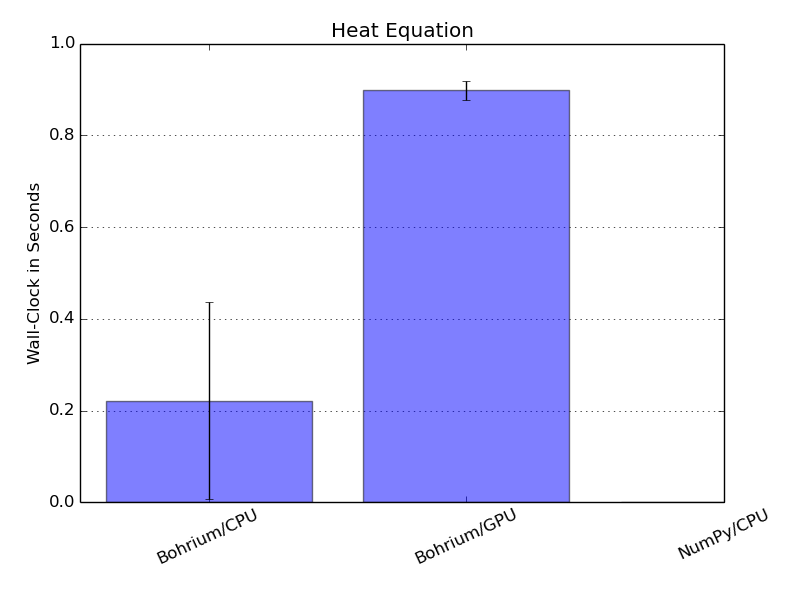 Heat Equation
1.0
0.8
0.6
0.4
0.2
0.0
Wall-Clock in Seconds
Bohrium/CPU
Bohrium/GPU
NumPy/CPU